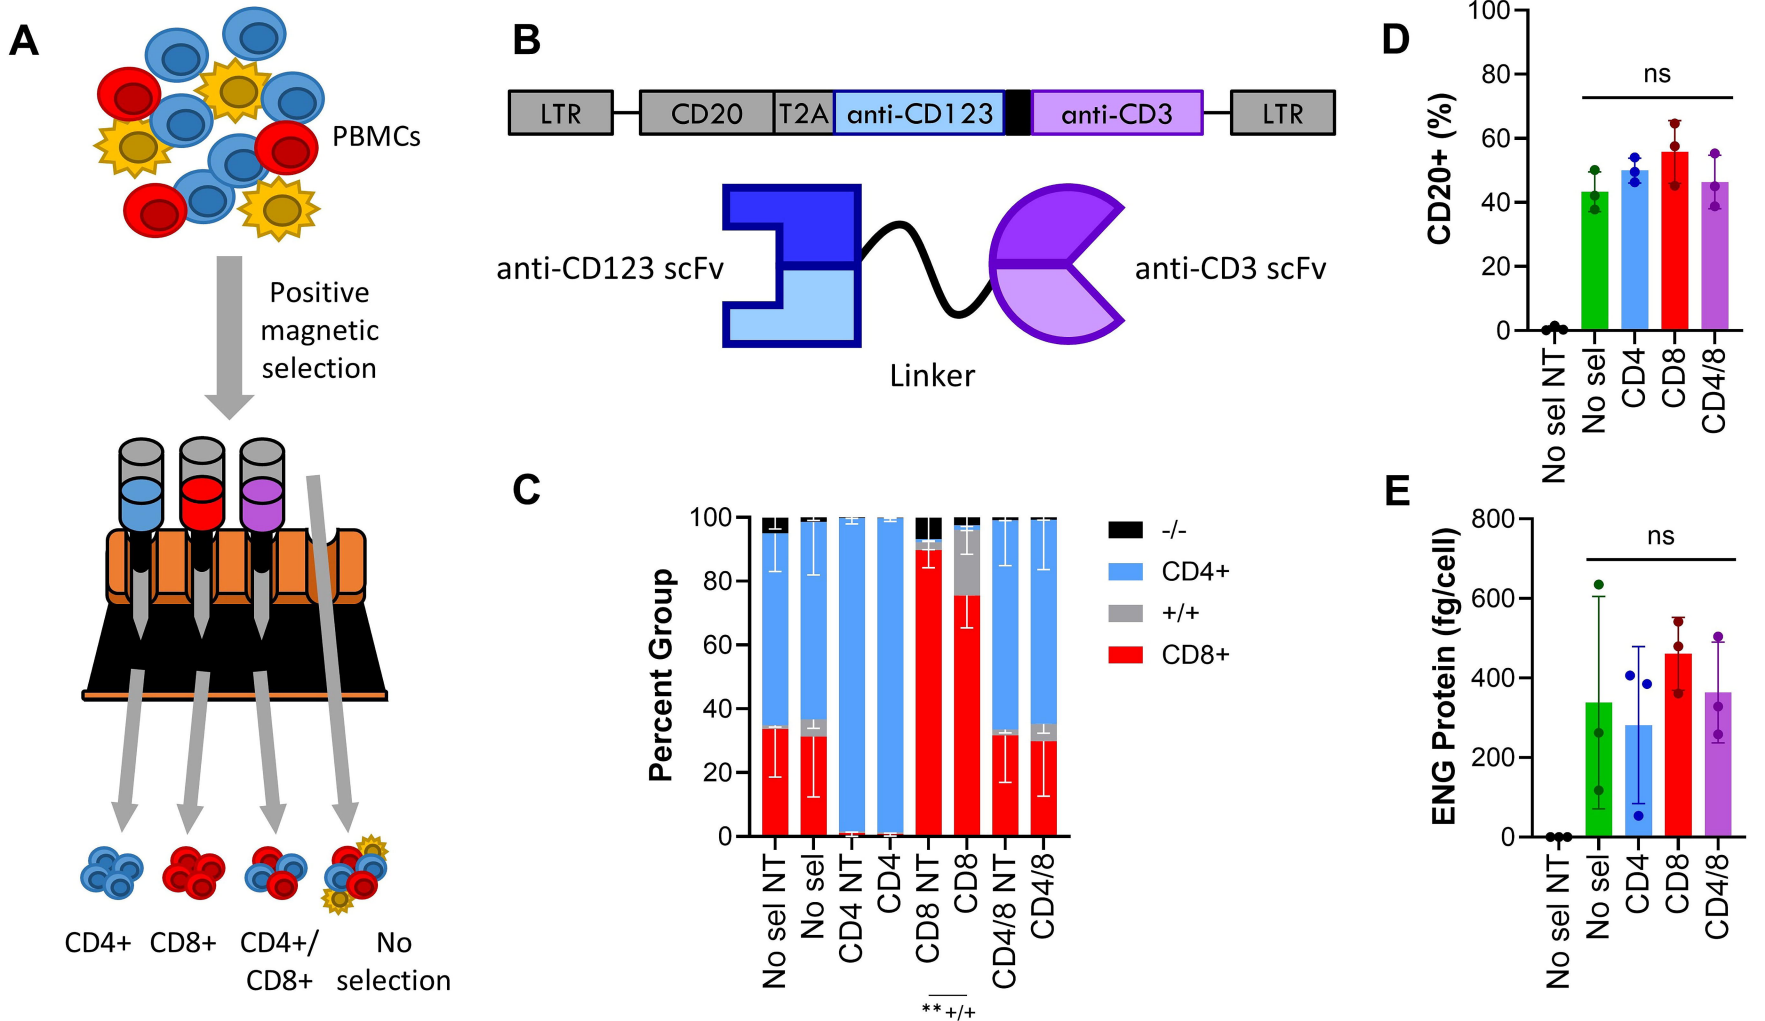 A
PBMCs
Positive
magnetic
selection
CD4+
CD8+
CD4+/
CD8+
No
selection
B
LTR
CD20
T2A
anti-CD123
anti-CD3
LTR
anti-CD123 scFv
anti-CD3 scFv
Linker
C
Percent Group
100
80
60
40
20
0
No sel NT
No sel
CD4 NT
CD4
CD8 NT
CD8
CD4/8 NT
CD4/8
**+/+
-/-
CD4+
+/+
CD8+
D
CD20+ (%)
100
80
60
40
20
0
ns
No sel NT
No sel
CD4
CD8
CD4/8
E
ENG Protein (fg/cell)
800
600
400
200
0
ns
No sel NT
No sel
CD4
CD8
CD4/8